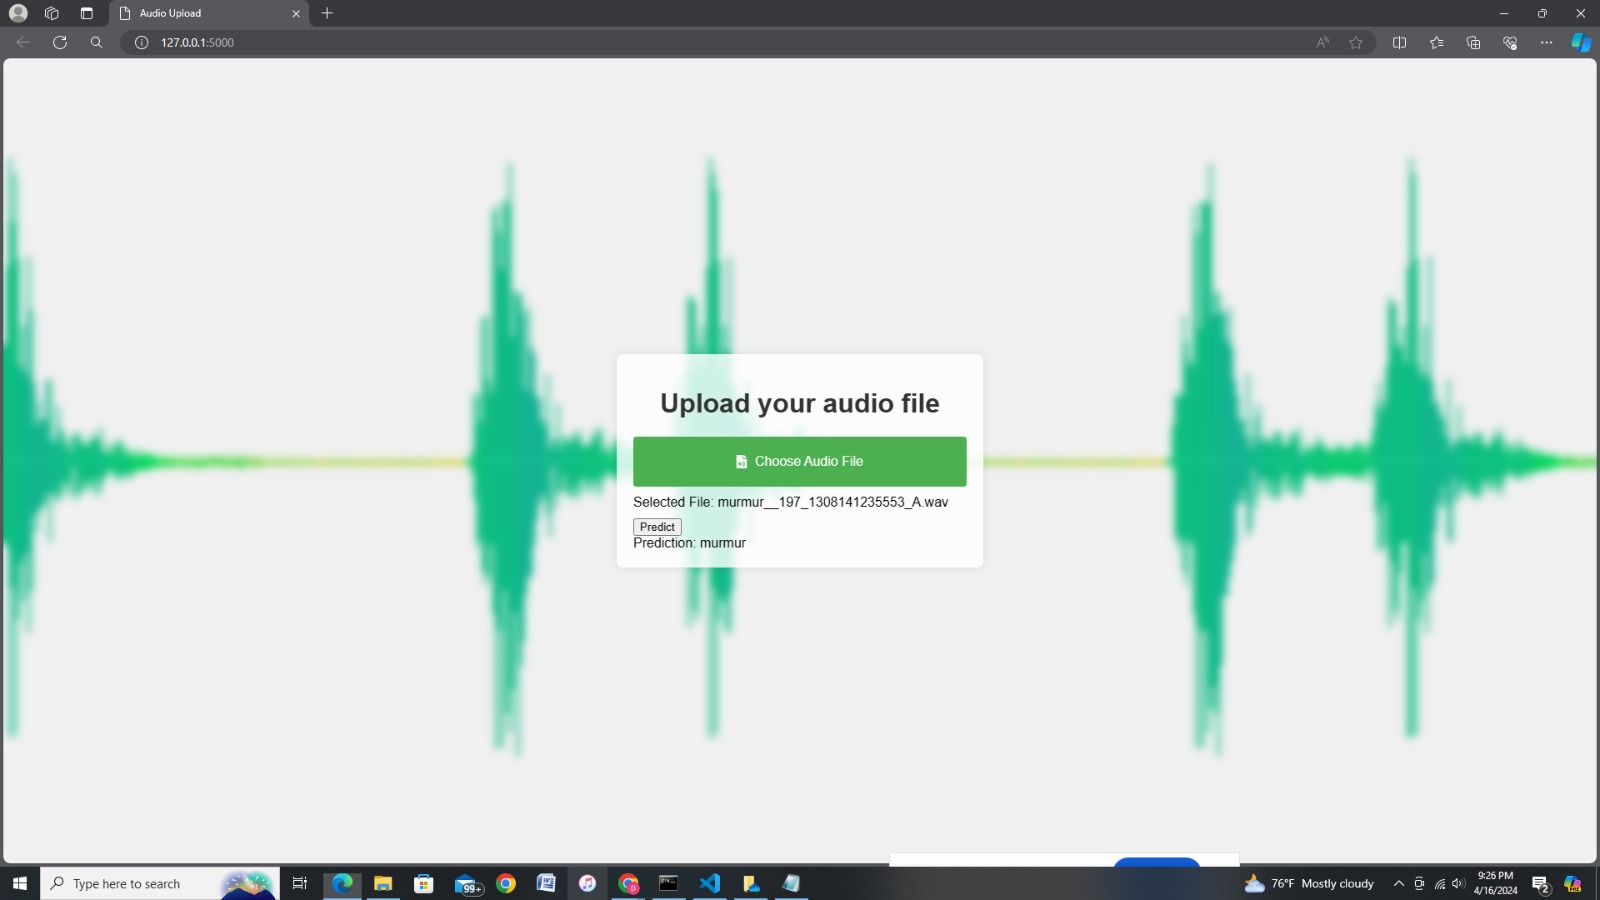 Audio Upload
127.0.0.1:5000
Upload your audio file
Choose Audio File
Selected File: murmur__197_1308141235553_A.wav
Predict
Prediction: murmur
Type here to search
99+
76°F Mostly cloudy
9:26 PM
4/16/2024
2